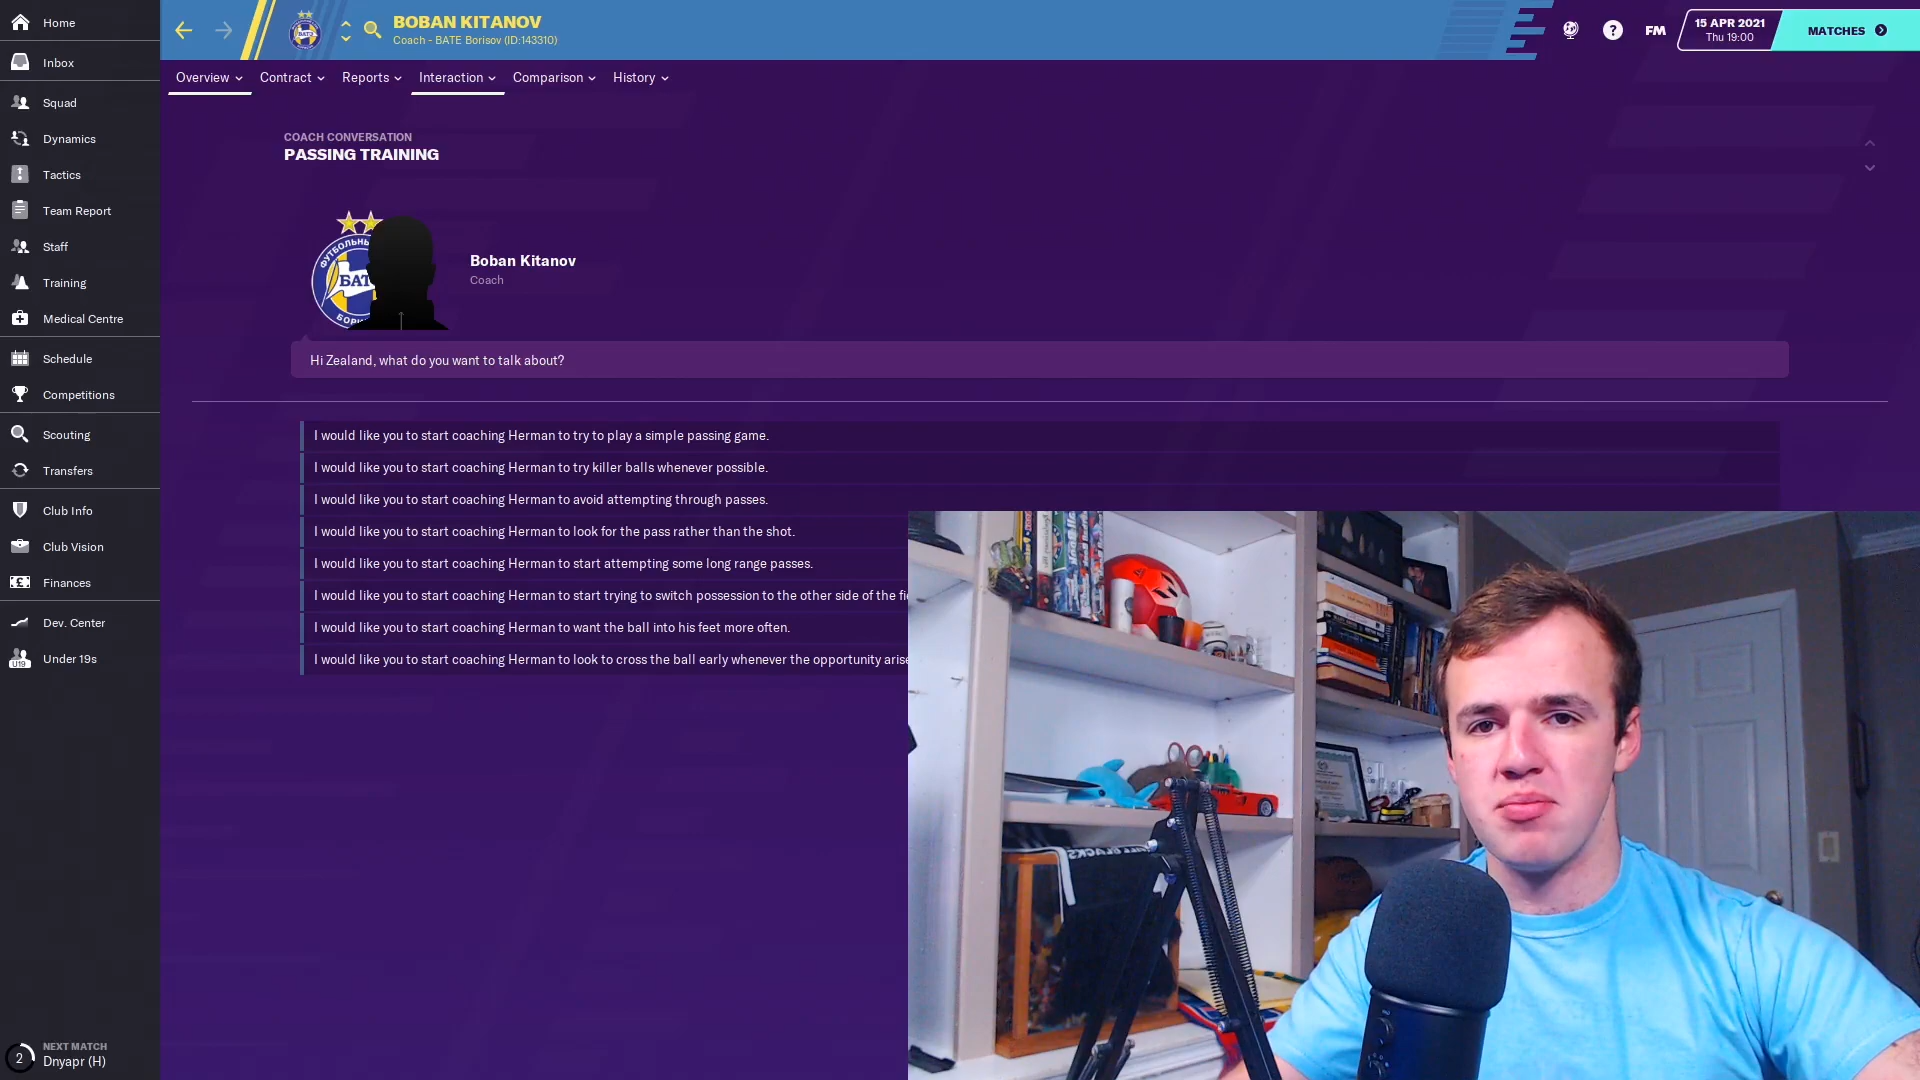 Home
Inbox
Squad
Dynamics
Tactics
Team Report
Staff
Training
Medical Centre
Schedule
Competitions
Scouting
Transfers
Club Info
Club Vision
Finances
Dev. Center
U19
Under 19s
2
NEXT MATCH
Dnyapr (H)
BOBAN KITANOV
Coach - BATE Borisov (ID:143310)
?
FM
15 APR 2021
Thu 19:00
MATCHES
Overview
Contract
Reports
Interaction
Comparison
History
COACH CONVERSATION
PASSING TRAINING
Boban Kitanov
Coach
Hi Zealand, what do you want to talk about?
I would like you to start coaching Herman to try to play a simple passing game.
I would like you to start coaching Herman to try killer balls whenever possible.
I would like you to start coaching Herman to avoid attempting through passes.
I would like you to start coaching Herman to look for the pass rather than the shot.
I would like you to start coaching Herman to start attempting some long range passes.
I would like you to start coaching Herman to start trying to switch possession to the other side of the
I would like you to start coaching Herman to want the ball into his feet more often.
I would like you to start coaching Herman to look to cross the ball early whenever the opportunity